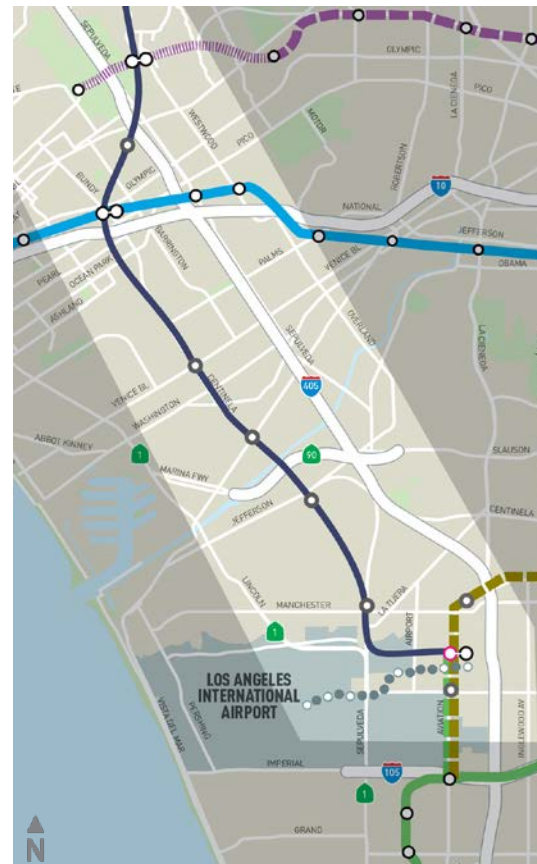 SEPULVEDA
OLYMPIC
PICO
LA CIENEGA
WESTWOOD
MOTOR
PICO
ROBERTSON
OLYMPIC
BUNDY
10
NATIONAL
JEFFERSON
OBAMA
BARRINGTON
PALMS
VENICE BL
PEARL
OCEAN PARK
ASHLAND
SEPULVEDA
OVERLAND
LA CIENEGA
405
CENTINELA
VENICE BL
WASHINGTON
ABBOT KINNEY
1
90
SLAUSON
MARINA FWY
JEFFERSON
CENTINELA
LINCOLN
MANCHESTER
LA TIJERA
AIRPORT
1
LOS ANGELES
INTERNATIONAL
AIRPORT
PERSHING
VISTA DEL MAR
SEPULVEDA
AVIATION
INGLEWOOD AV
IMPERIAL
105
1
GRAND
N